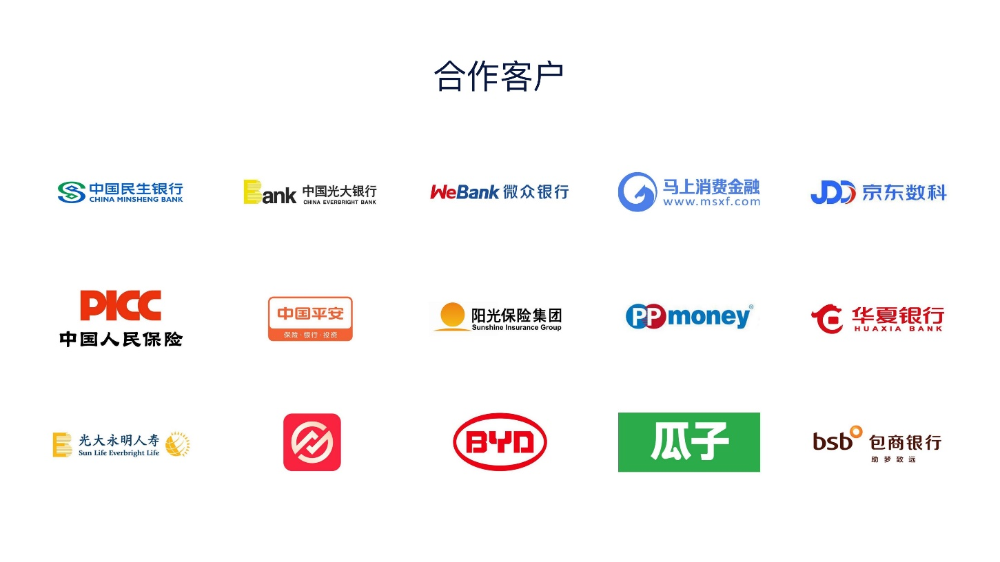 合作客户
中国民生银行
CHINA MINSHENG BANK
Bank 中国光大银行
CHINA EVERBRIGHT BANK
WeBank 微众银行
马上消费金融
www.msxf.com
JDD 京东数科
PICC
中国人民保险
中国平安
保险·银行·投资
阳光保险集团
Sunshine Insurance Group
PPmoney®
华夏银行
HUAXIA BANK
光大永明人寿
Sun Life Everbright Life
BYD
瓜子
bsb 包商银行
助梦致远